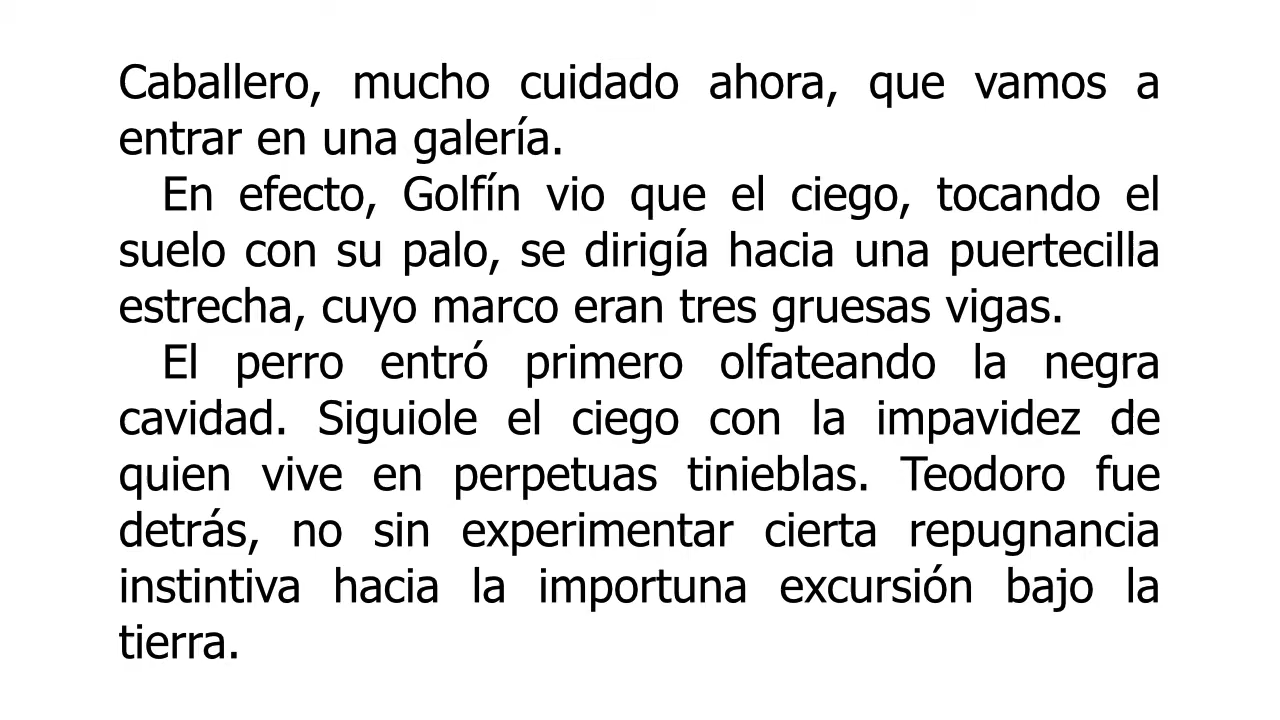 Caballero, mucho cuidado ahora, que vamos a
entrar en una galería.
En efecto, Golfín vio que el ciego, tocando el
suelo con su palo, se dirigía hacia una puertecilla
estrecha, cuyo marco eran tres gruesas vigas.
El perro entró primero olfateando la negra
cavidad. Siguiole el ciego con la impavidez de
quien vive en perpetuas tinieblas. Teodoro fue
detrás, no sin experimentar cierta repugnancia
instintiva hacia la importuna excursión bajo la
tierra.